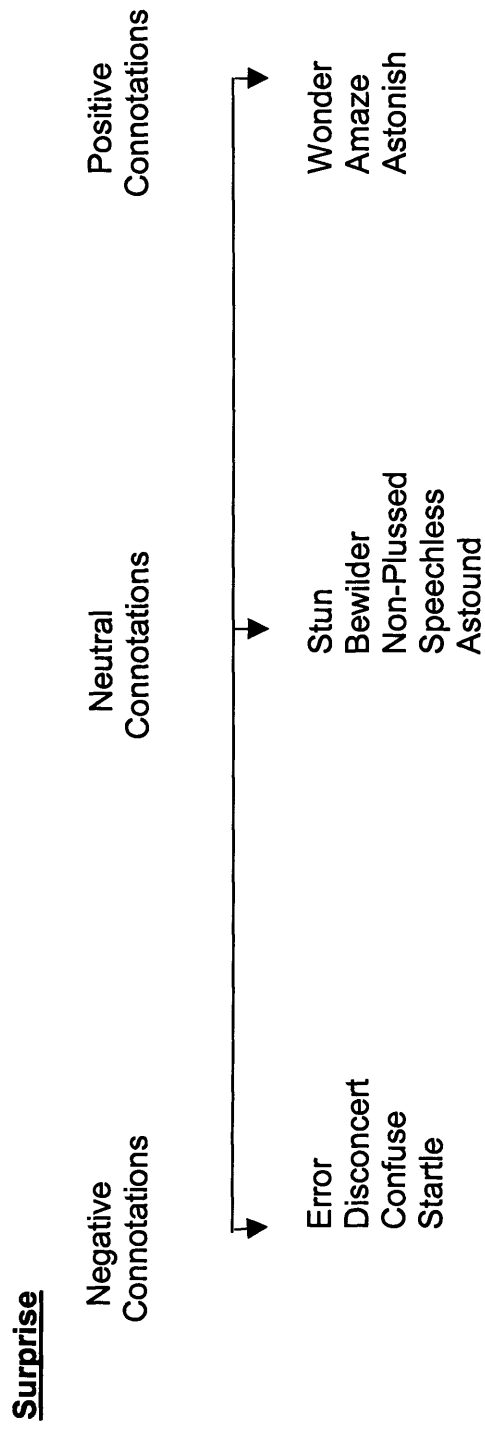 Surprise
Negative
Connotations
Neutral
Connotations
Positive
Connotations
Error
Disconcert
Confuse
Startle
Stun
Bewilder
Non-Plussed
Speechless
Astound
Wonder
Amaze
Astonish